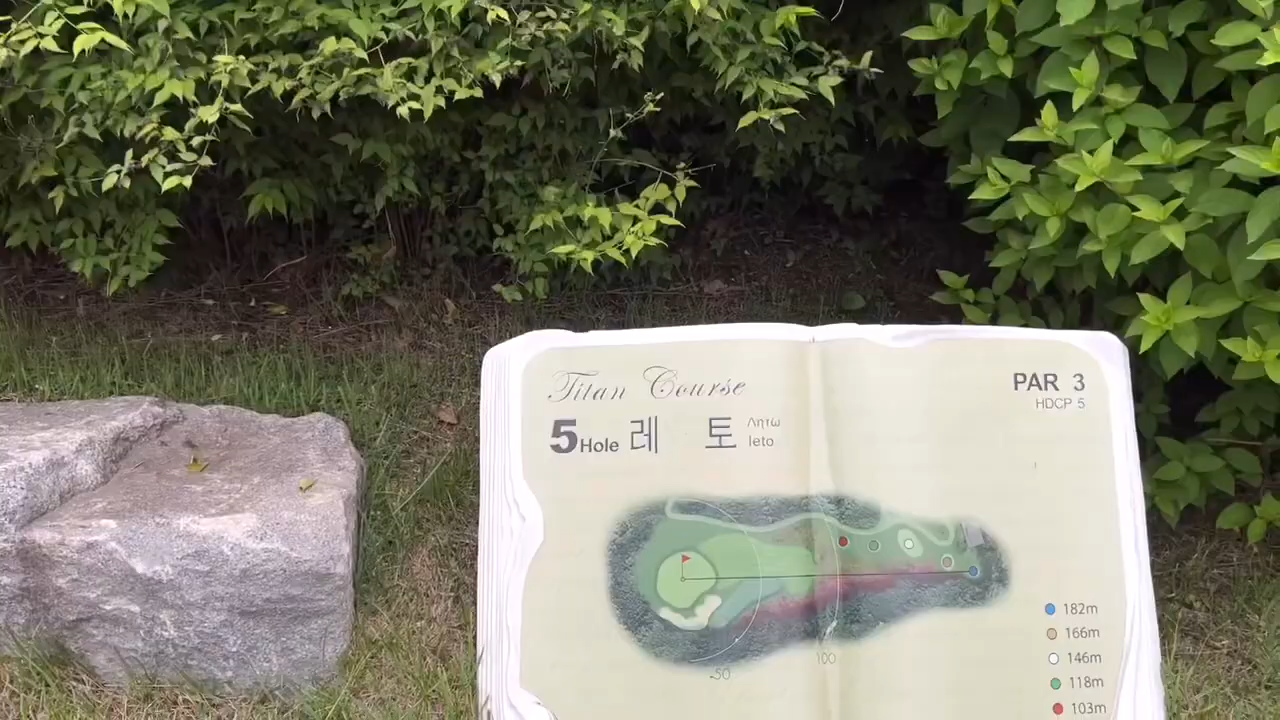 Titan Course
PAR 3
HDCP 5
5Hole 레 토
Λητω
leto
50
100
182m
166m
146m
118m
103m